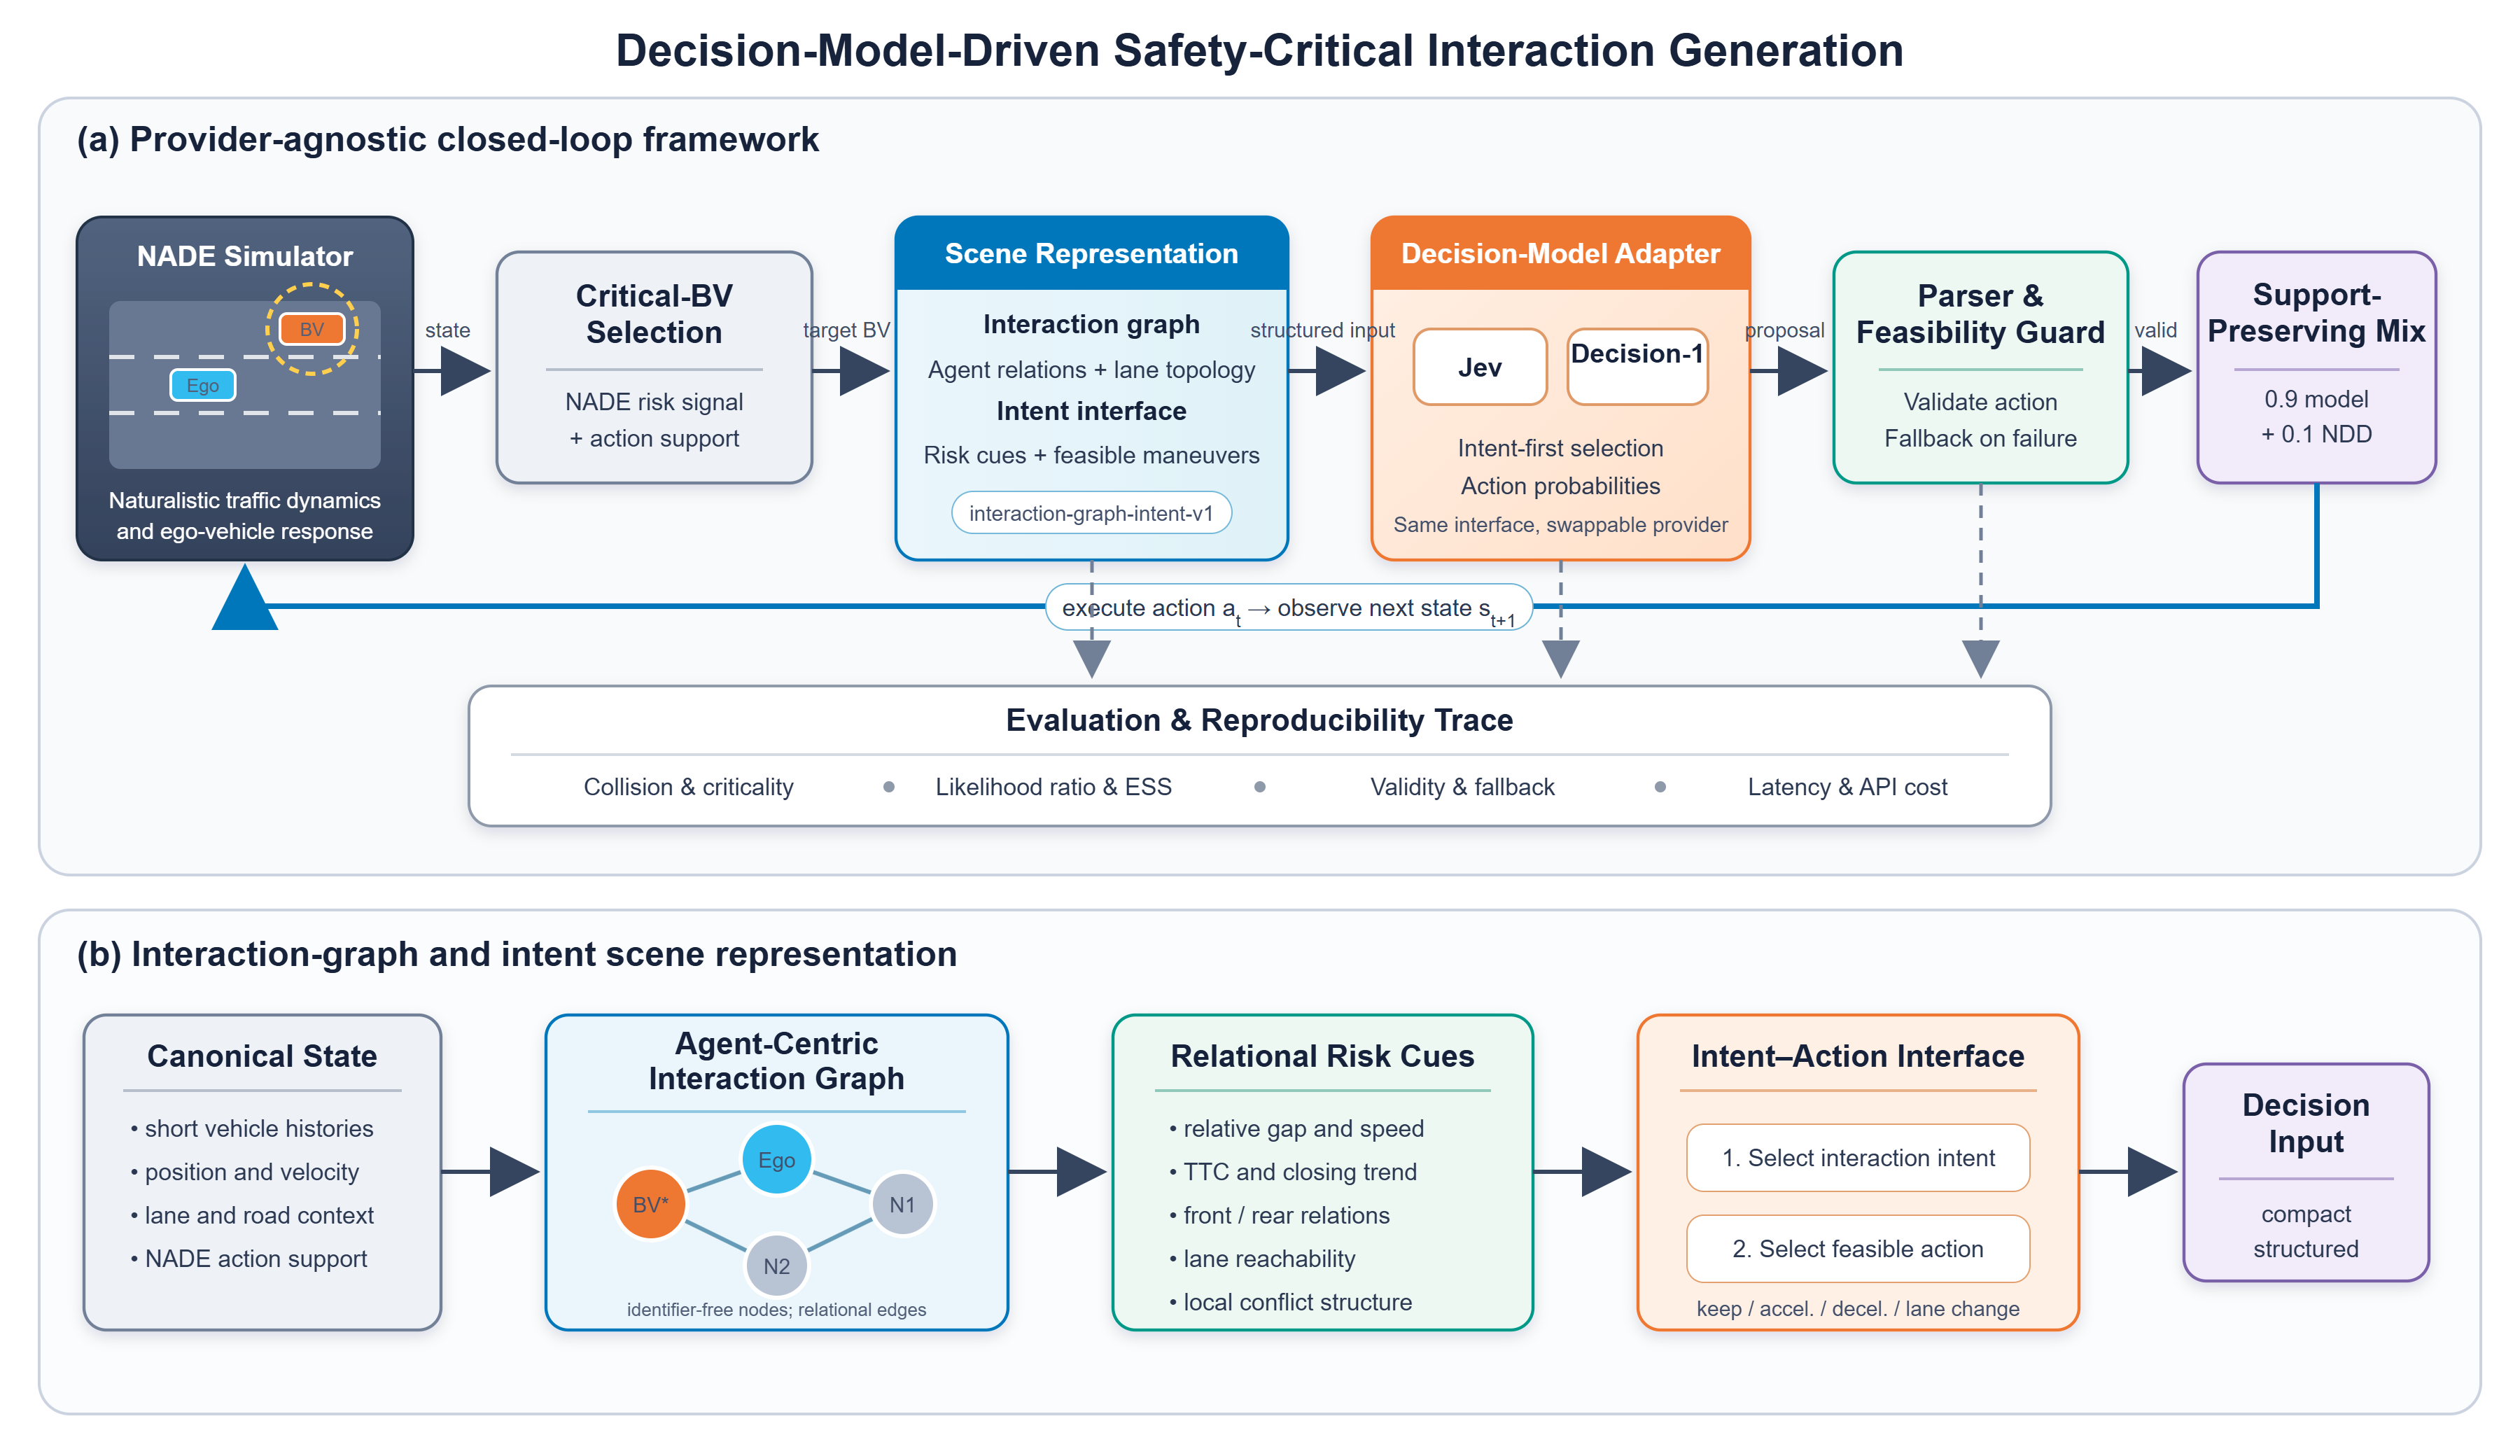 Decision-Model-Driven Safety-Critical Interaction Generation
(a) Provider-agnostic closed-loop framework
NADE Simulator
BV
Ego
Naturalistic traffic dynamics
and ego-vehicle response
state
Critical-BV
Selection
NADE risk signal
+ action support
target BV
Scene Representation
Interaction graph
Agent relations + lane topology
Intent interface
Risk cues + feasible maneuvers
interaction-graph-intent-v1
structured input
Decision-Model Adapter
Jev
Decision-1
Intent-first selection
Action probabilities
Same interface, swappable provider
proposal
Parser &
Feasibility Guard
Validate action
Fallback on failure
valid
Support-
Preserving Mix
0.9 model
+ 0.1 NDD
execute action a_t → observe next state s_t+1
Evaluation & Reproducibility Trace
Collision & criticality • Likelihood ratio & ESS • Validity & fallback • Latency & API cost
(b) Interaction-graph and intent scene representation
Canonical State
• short vehicle histories
• position and velocity
• lane and road context
• NADE action support
Agent-Centric
Interaction Graph
Ego
BV*
N1
N2
identifier-free nodes; relational edges
Relational Risk Cues
• relative gap and speed
• TTC and closing trend
• front / rear relations
• lane reachability
• local conflict structure
Intent–Action Interface
1. Select interaction intent
2. Select feasible action
keep / accel. / decel. / lane change
Decision
Input
compact
structured